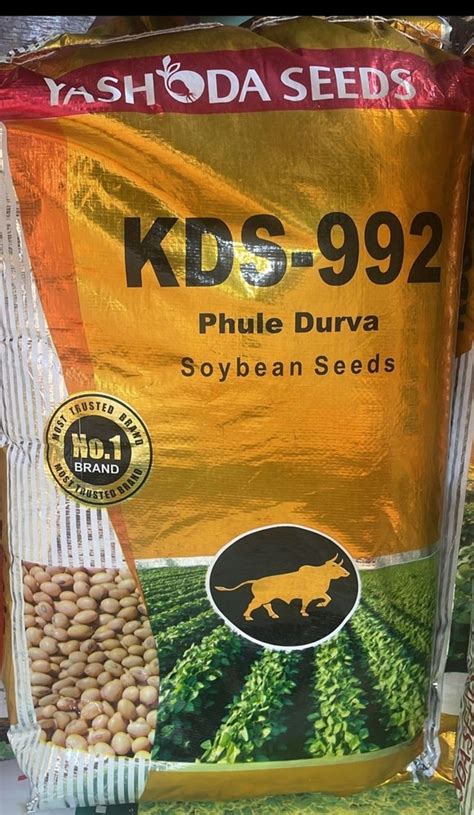 YASHODA SEEDS
KDS-992
Phule Durva
Soybean Seeds
MOST TRUSTED BRAND
No.1
BRAND
MOST TRUSTED BRAND